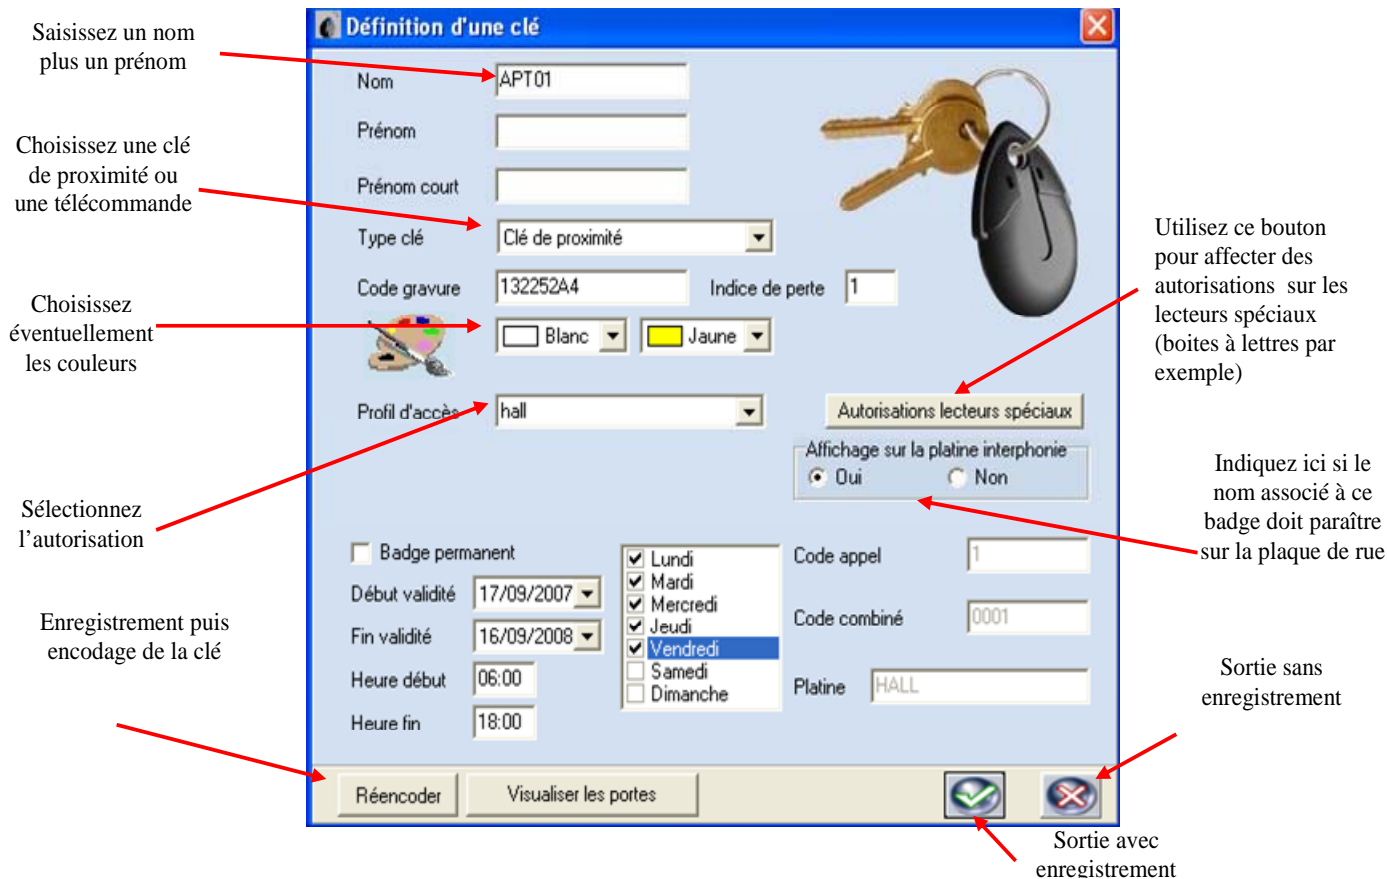 Définition d'une clé
Saisissez un nom
plus un prénom
Nom
APT01
Prénom
Choisissez une clé
de proximité ou
une télécommande
Prénom court
Type clé
Clé de proximité
Utilisez ce bouton
pour affecter des
autorisations sur les
lecteurs spéciaux
(boites à lettres par
exemple)
Code gravure
132252A4
Indice de perte
1
Choisissez
éventuellement
les couleurs
Blanc
Jaune
Profil d'accès
hall
Autorisations lecteurs spéciaux
Affichage sur la platine interphonie
Oui
Non
Indiquez ici si le
nom associé à ce
badge doit paraître
sur la plaque de rue
Sélectionnez
l’autorisation
Badge permanent
Début validité
17/09/2007
Fin validité
16/09/2008
Heure début
06:00
Heure fin
18:00
Lundi
Mardi
Mercredi
Jeudi
Vendredi
Samedi
Dimanche
Code appel
1
Code combiné
0001
Platine
HALL
Enregistrement puis
encodage de la clé
Sortie sans
enregistrement
Réencoder
Visualiser les portes
Sortie avec
enregistrement